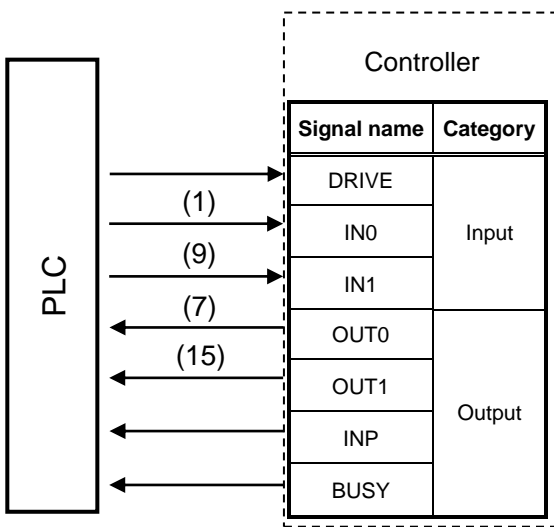 Controller
Signal name Category
DRIVE
(1)
IN0 Input
(9)
IN1
PLC
(7)
OUT0
(15)
OUT1
Output
INP
BUSY